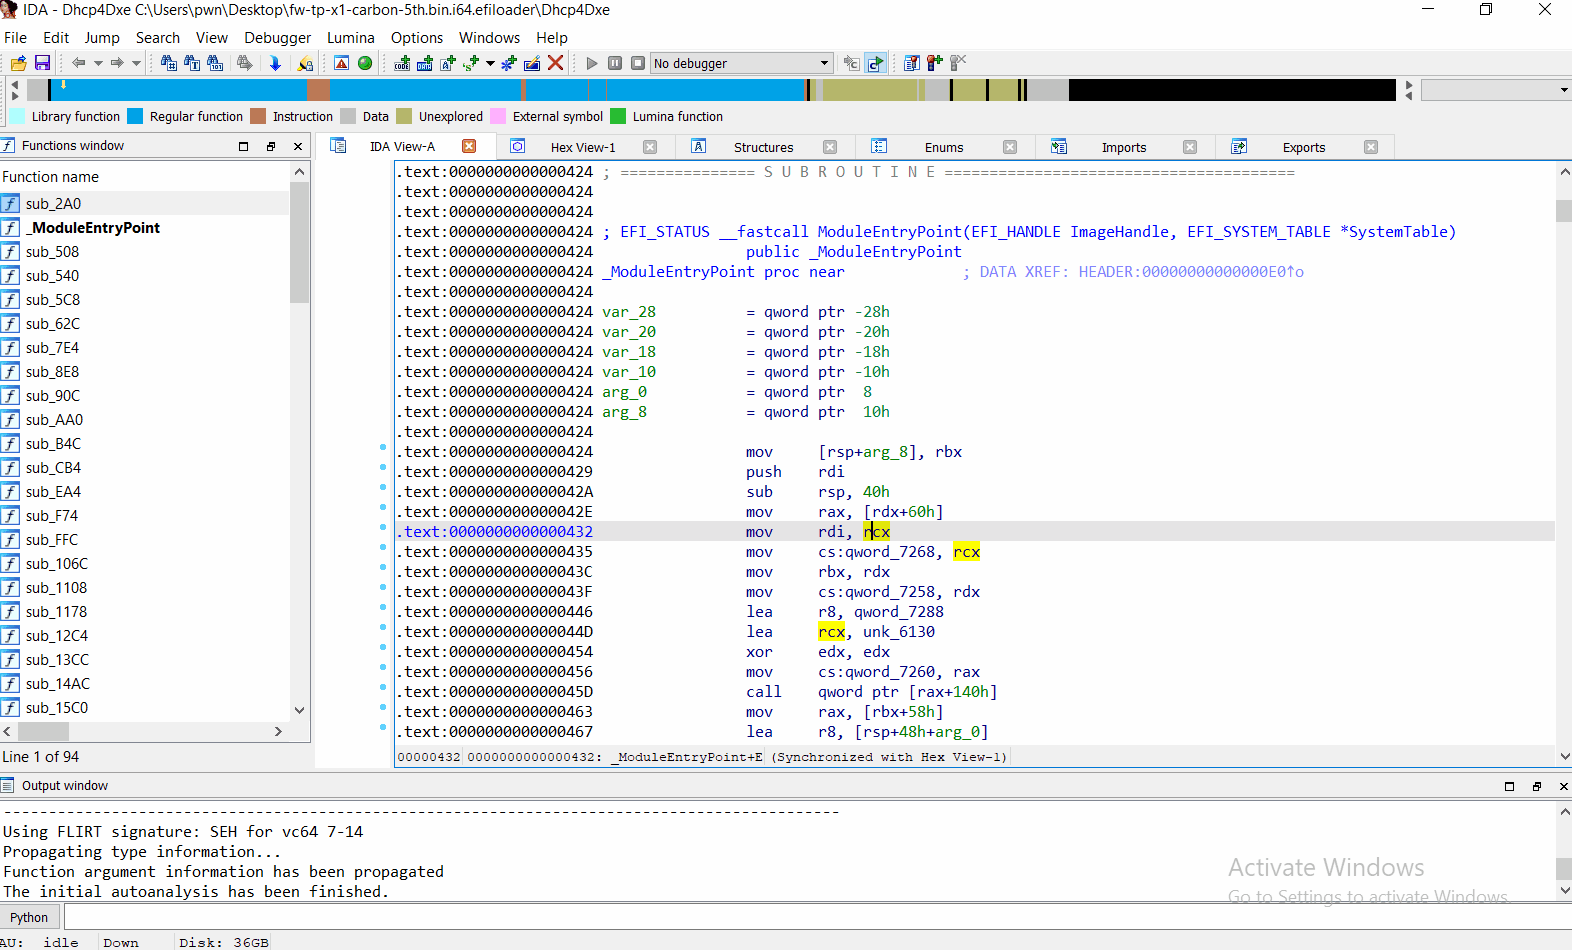 IDA - Dhcp4Dxe C:\Users\pwn\Desktop\fw-tp-x1-carbon-5th.bin.i64.efiloader\Dhcp4Dxe
File Edit Jump Search View Debugger Lumina Options Windows Help
No debugger
Library function Regular function Instruction Data Unexplored External symbol Lumina function
Functions window
IDA View-A Hex View-1 Structures Enums Imports Exports
Function name
sub_2A0
_ModuleEntryPoint
sub_508
sub_540
sub_5C8
sub_62C
sub_7E4
sub_8E8
sub_90C
sub_AA0
sub_B4C
sub_CB4
sub_EA4
sub_F74
sub_FFC
sub_106C
sub_1108
sub_1178
sub_12C4
sub_13CC
sub_14AC
sub_15C0
Line 1 of 94
.text:0000000000000424 ; =============== S U B R O U T I N E =======================================
.text:0000000000000424
.text:0000000000000424
.text:0000000000000424 ; EFI_STATUS __fastcall ModuleEntryPoint(EFI_HANDLE ImageHandle, EFI_SYSTEM_TABLE *SystemTable)
.text:0000000000000424 public _ModuleEntryPoint
.text:0000000000000424 _ModuleEntryPoint proc near ; DATA XREF: HEADER:00000000000000E0↑o
.text:0000000000000424
.text:0000000000000424 var_28 = qword ptr -28h
.text:0000000000000424 var_20 = qword ptr -20h
.text:0000000000000424 var_18 = qword ptr -18h
.text:0000000000000424 var_10 = qword ptr -10h
.text:0000000000000424 arg_0 = qword ptr 8
.text:0000000000000424 arg_8 = qword ptr 10h
.text:0000000000000424
.text:0000000000000424 mov [rsp+arg_8], rbx
.text:0000000000000429 push rdi
.text:000000000000042A sub rsp, 40h
.text:000000000000042E mov rax, [rdx+60h]
.text:0000000000000432 mov rdi, rcx
.text:0000000000000435 mov cs:qword_7268, rcx
.text:000000000000043C mov rbx, rdx
.text:000000000000043F mov cs:qword_7258, rdx
.text:0000000000000446 lea r8, qword_7288
.text:000000000000044D lea rcx, unk_6130
.text:0000000000000454 xor edx, edx
.text:0000000000000456 mov cs:qword_7260, rax
.text:000000000000045D call qword ptr [rax+140h]
.text:0000000000000463 mov rax, [rbx+58h]
.text:0000000000000467 lea r8, [rsp+48h+arg_0]
00000432 0000000000000432: _ModuleEntryPoint+E (Synchronized with Hex View-1)
Output window
---------------------------------------------------------------------------------------------
Using FLIRT signature: SEH for vc64 7-14
Propagating type information...
Function argument information has been propagated
The initial autoanalysis has been finished.
Activate Windows
Go to Settings to activate Windows.
Python
AU: idle Down Disk: 36GB